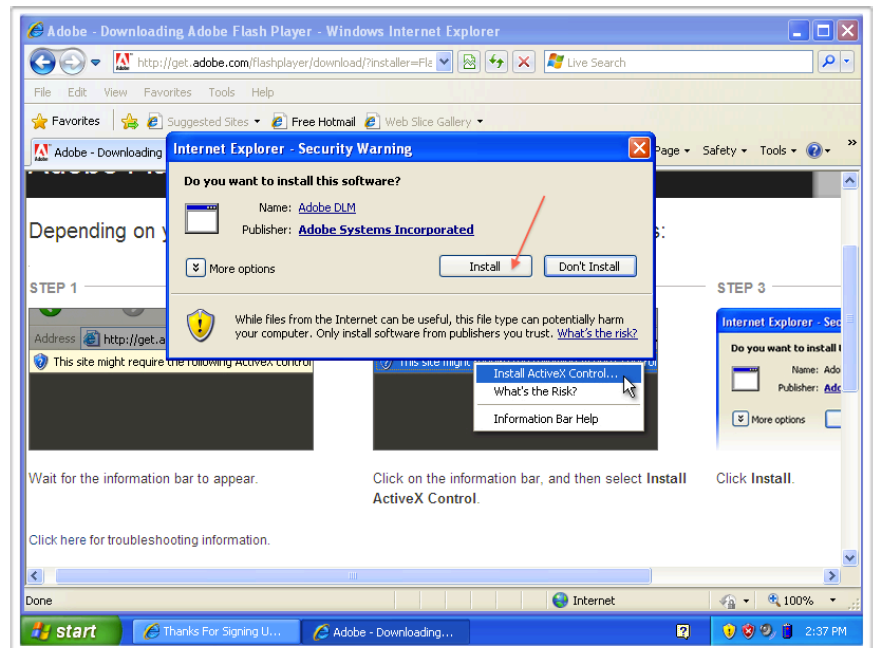 Adobe - Downloading Adobe Flash Player - Windows Internet Explorer
http://get.adobe.com/flashplayer/download/?installer=Fla
Live Search
File Edit View Favorites Tools Help
Favorites Suggested Sites Free Hotmail Web Slice Gallery
Adobe - Downloading
Page Safety Tools
Internet Explorer - Security Warning
Do you want to install this software?
Name: Adobe DLM
Publisher: Adobe Systems Incorporated
More options
Install
Don't Install
While files from the Internet can be useful, this file type can potentially harm
your computer. Only install software from publishers you trust. What's the risk?
Depending on
s:
STEP 1
STEP 3
Address http://get.a
This site might require the following ActiveX control
This site might
Install ActiveX Control...
What's the Risk?
Information Bar Help
Internet Explorer - Sec
Do you want to install
Name: Ado
Publisher: Ado
More options
Wait for the information bar to appear.
Click on the information bar, and then select Install
ActiveX Control.
Click Install.
Click here for troubleshooting information.
Done
Internet
100%
start
Thanks For Signing U...
Adobe - Downloading...
2:37 PM